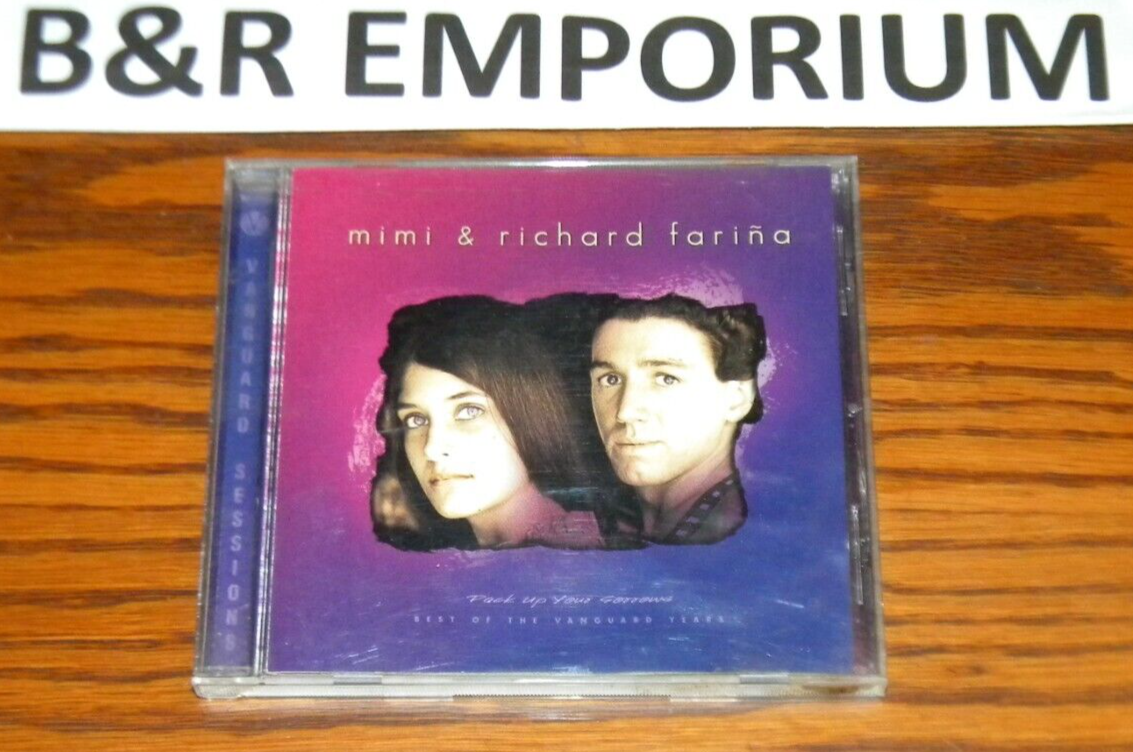 B&R EMPORIUM
mimi & richard fariña
Pack Up Your Sorrows
BEST OF THE VANGUARD YEARS
VANGUARD SESSIONS